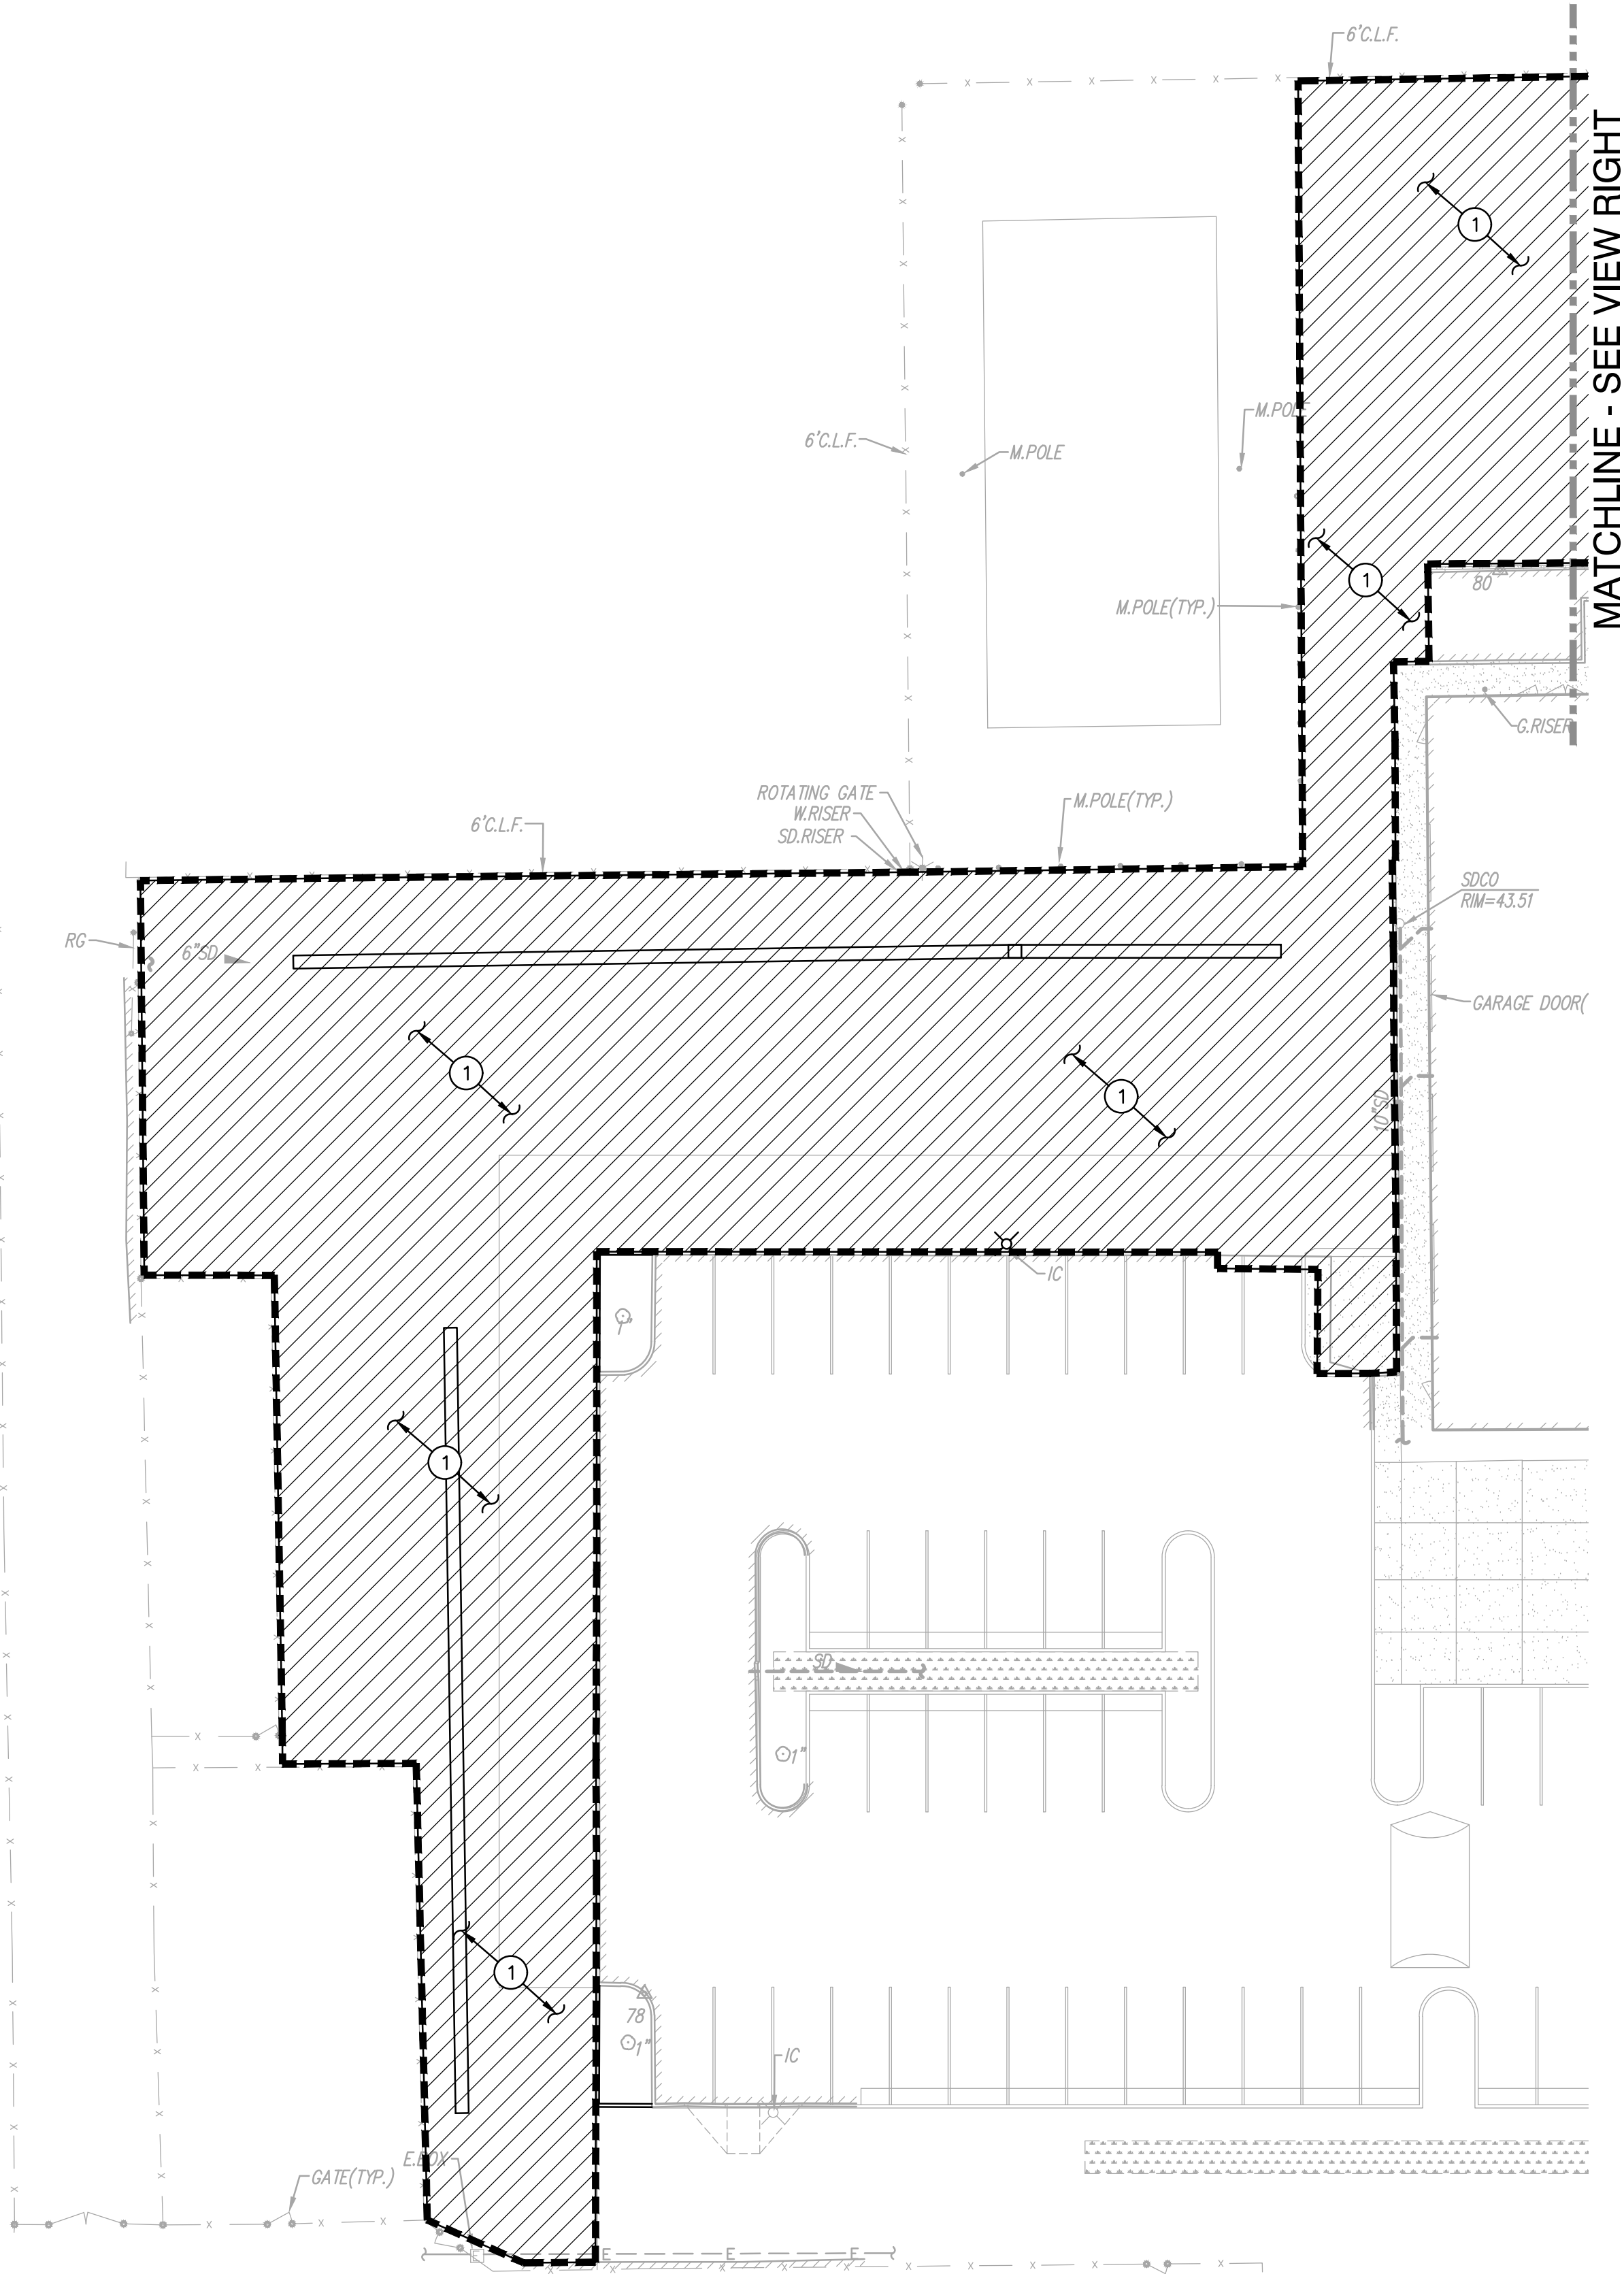 6'C.L.F.
MATCHLINE - SEE VIEW RIGHT
1
M.POLE
6'C.L.F.
M.POLE
1
80
M.POLE(TYP.)
G.RISER
ROTATING GATE
W.RISER
SD.RISER
M.POLE(TYP.)
6'C.L.F.
SDCO
RIM=43.51
RG
6"SD
GARAGE DOOR(
1
1
10"SD
IC
1
SD
1"
1
78
1"
IC
E.BOX
GATE(TYP.)
E
E
E
E